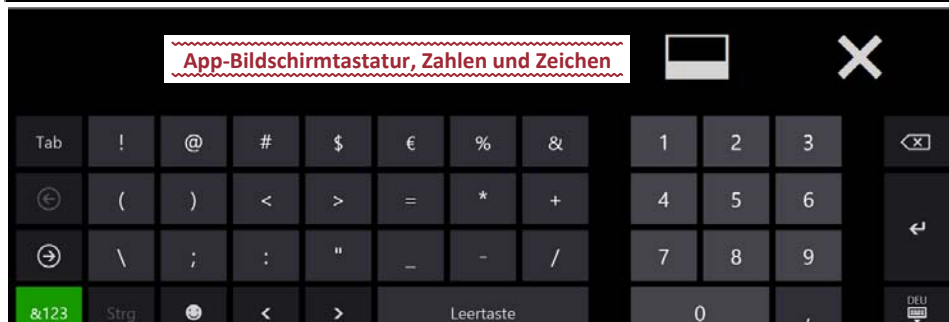 App-Bildschirmtastatur, Zahlen und Zeichen
Tab ! @ # $ € % & 1 2 3
( ) < > = * + 4 5 6
\ ; : " _ - / 7 8 9
&123 Strg < > Leertaste 0 , DEU